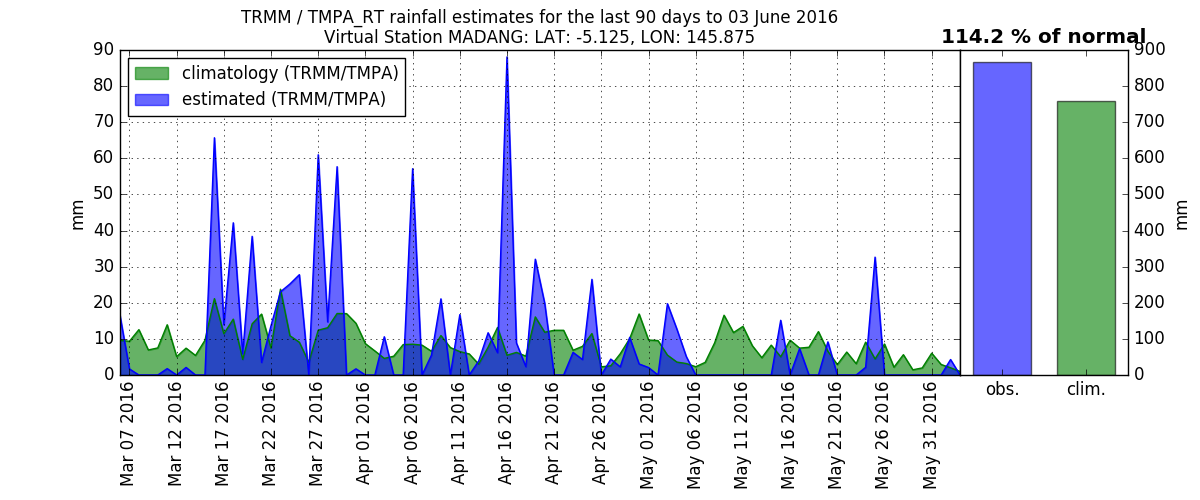 TRMM / TMPA_RT rainfall estimates for the last 90 days to 03 June 2016
Virtual Station MADANG: LAT: -5.125, LON: 145.875
114.2 % of normal
climatology (TRMM/TMPA)
estimated (TRMM/TMPA)
mm
90
80
70
60
50
40
30
20
10
0
Mar 07 2016
Mar 12 2016
Mar 17 2016
Mar 22 2016
Mar 27 2016
Apr 01 2016
Apr 06 2016
Apr 11 2016
Apr 16 2016
Apr 21 2016
Apr 26 2016
May 01 2016
May 06 2016
May 11 2016
May 16 2016
May 21 2016
May 26 2016
May 31 2016
obs.
clim.
900
800
700
600
500
400
300
200
100
0
mm